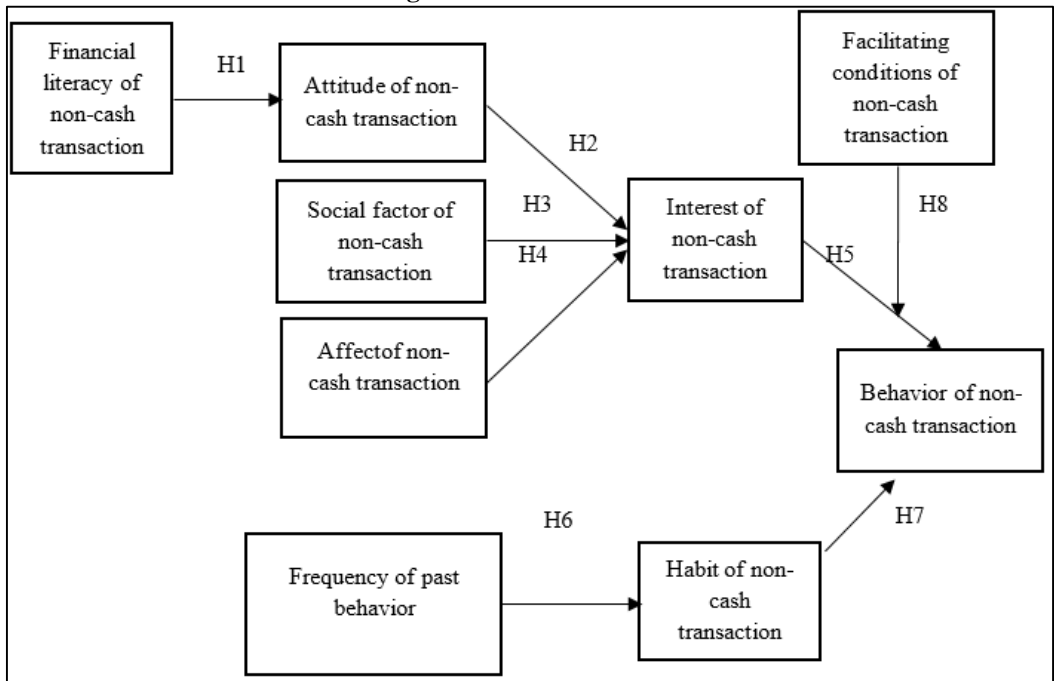 Financial
literacy of
non-cash
transaction
H1
Attitude of non-
cash transaction
H2
Social factor of
non-cash
transaction
H3
H4
Affectof non-
cash transaction
Interest of
non-cash
transaction
Facilitating
conditions of
non-cash
transaction
H8
H5
Behavior of non-
cash transaction
Frequency of past
behavior
H6
Habit of non-
cash
transaction
H7